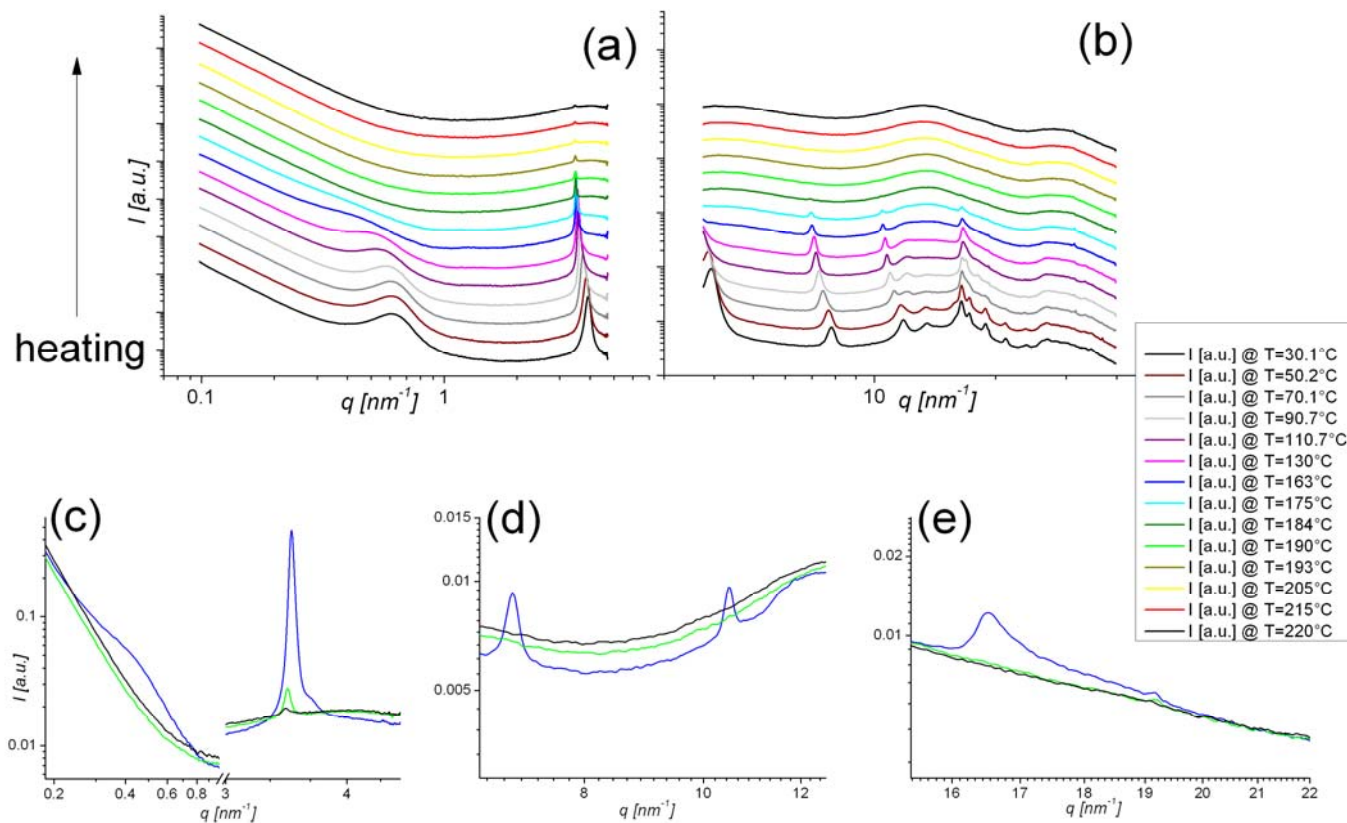 (a)
(b)
I [a.u.]
heating
0.1
1
q [nm⁻¹]
10
q [nm⁻¹]
I [a.u.] @ T=30.1°C
I [a.u.] @ T=50.2°C
I [a.u.] @ T=70.1°C
I [a.u.] @ T=90.7°C
I [a.u.] @ T=110.7°C
I [a.u.] @ T=130°C
I [a.u.] @ T=163°C
I [a.u.] @ T=175°C
I [a.u.] @ T=184°C
I [a.u.] @ T=190°C
I [a.u.] @ T=193°C
I [a.u.] @ T=205°C
I [a.u.] @ T=215°C
I [a.u.] @ T=220°C
(c)
I [a.u.]
0.1
0.01
0.2 0.4 0.6 0.8 3 4
q [nm⁻¹]
(d)
0.015
0.010
0.005
8 10 12
q [nm⁻¹]
(e)
0.02
0.01
16 17 18 19 20 21 22
q [nm⁻¹]